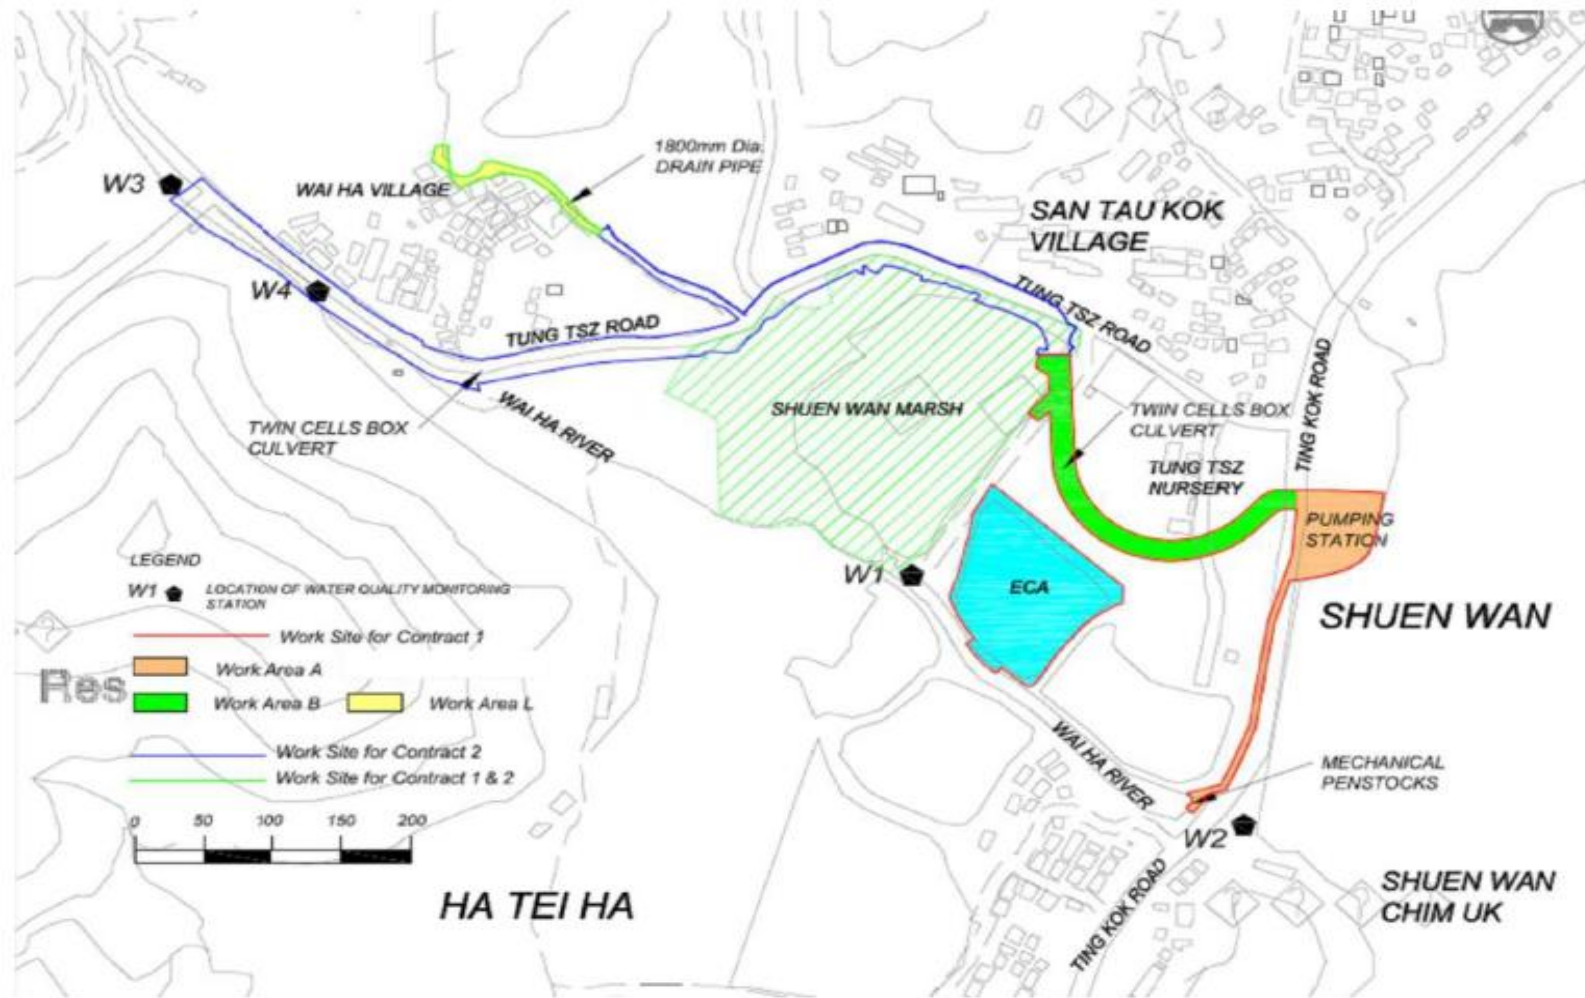 1800mm Dia.
DRAIN PIPE
W3
WAI HA VILLAGE
SAN TAU KOK
VILLAGE
W4
TUNG TSZ ROAD
TUNG TSZ ROAD
TING KOK ROAD
SHUEN WAN MARSH
TWIN CELLS BOX
CULVERT
WAI HA RIVER
TWIN CELLS BOX
CULVERT
TUNG TSZ
NURSERY
PUMPING
STATION
W1
ECA
SHUEN WAN
LEGEND
W1 LOCATION OF WATER QUALITY MONITORING
STATION
Work Site for Contract 1
Work Area A
Res
Work Area B Work Area L
Work Site for Contract 2
Work Site for Contract 1 & 2
0 50 100 150 200
WAI HA RIVER
MECHANICAL
PENSTOCKS
W2
TING KOK ROAD
HA TEI HA
SHUEN WAN
CHIM UK